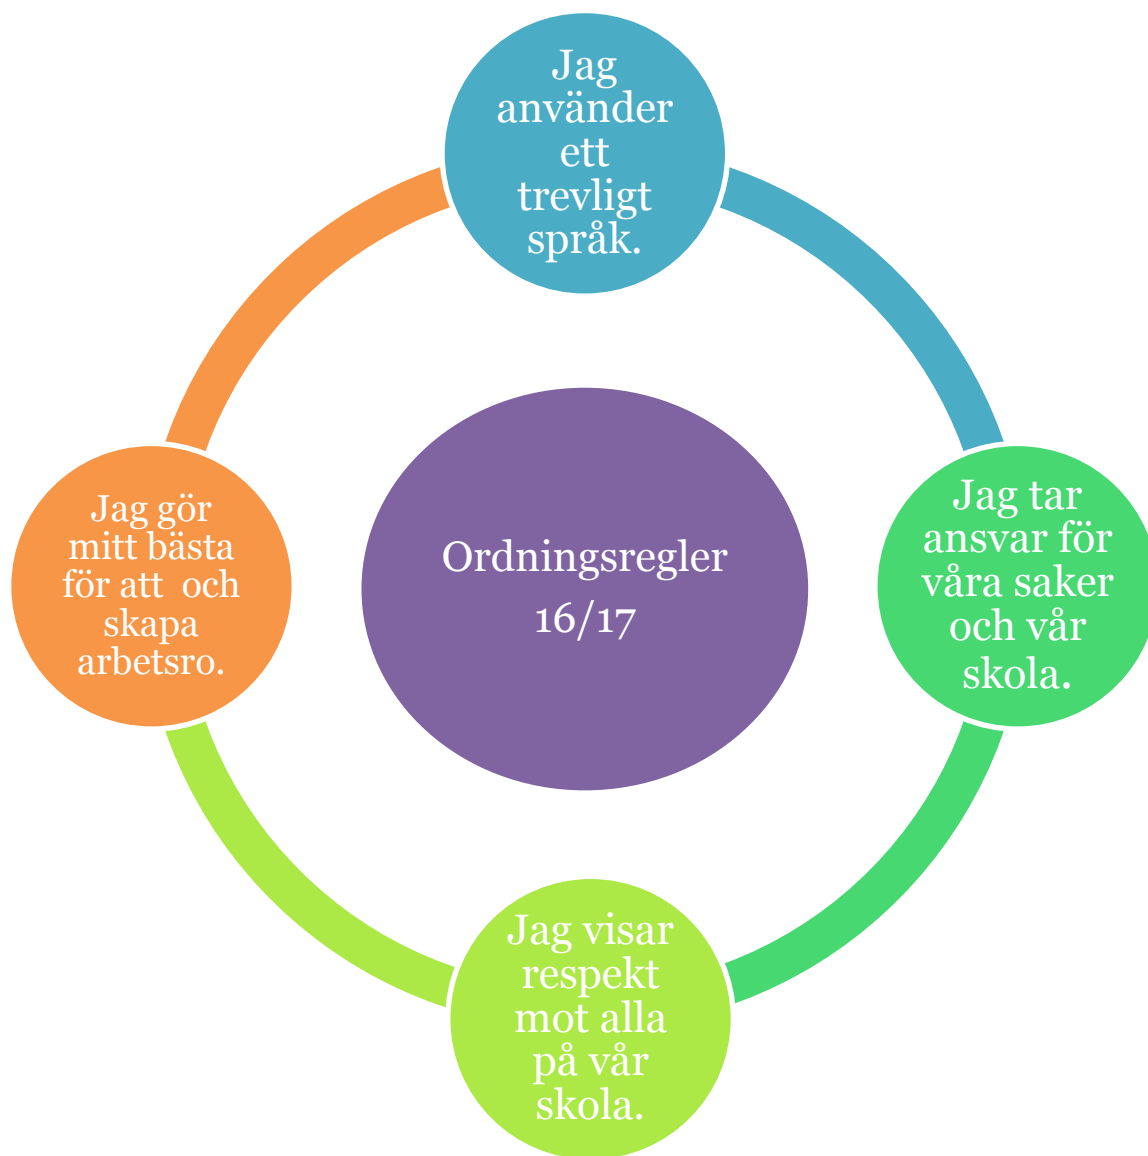 Jag
använder
ett
trevligt
språk.
Jag tar
ansvar för
våra saker
och vår
skola.
Jag visar
respekt
mot alla
på vår
skola.
Jag gör
mitt bästa
för att  och
skapa
arbetsro.
Ordningsregler
16/17